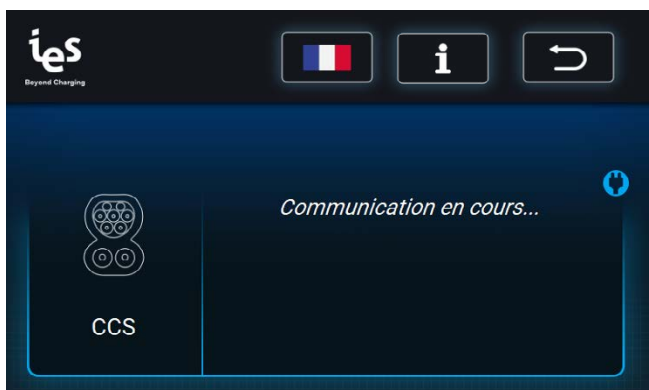 ies
Beyond Charging
i
Communication en cours...
CCS